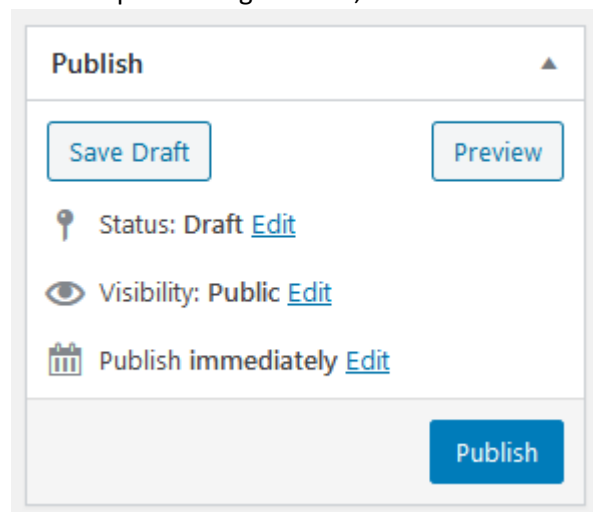 Publish
Save Draft Preview
Status: Draft Edit
Visibility: Public Edit
Publish immediately Edit
Publish